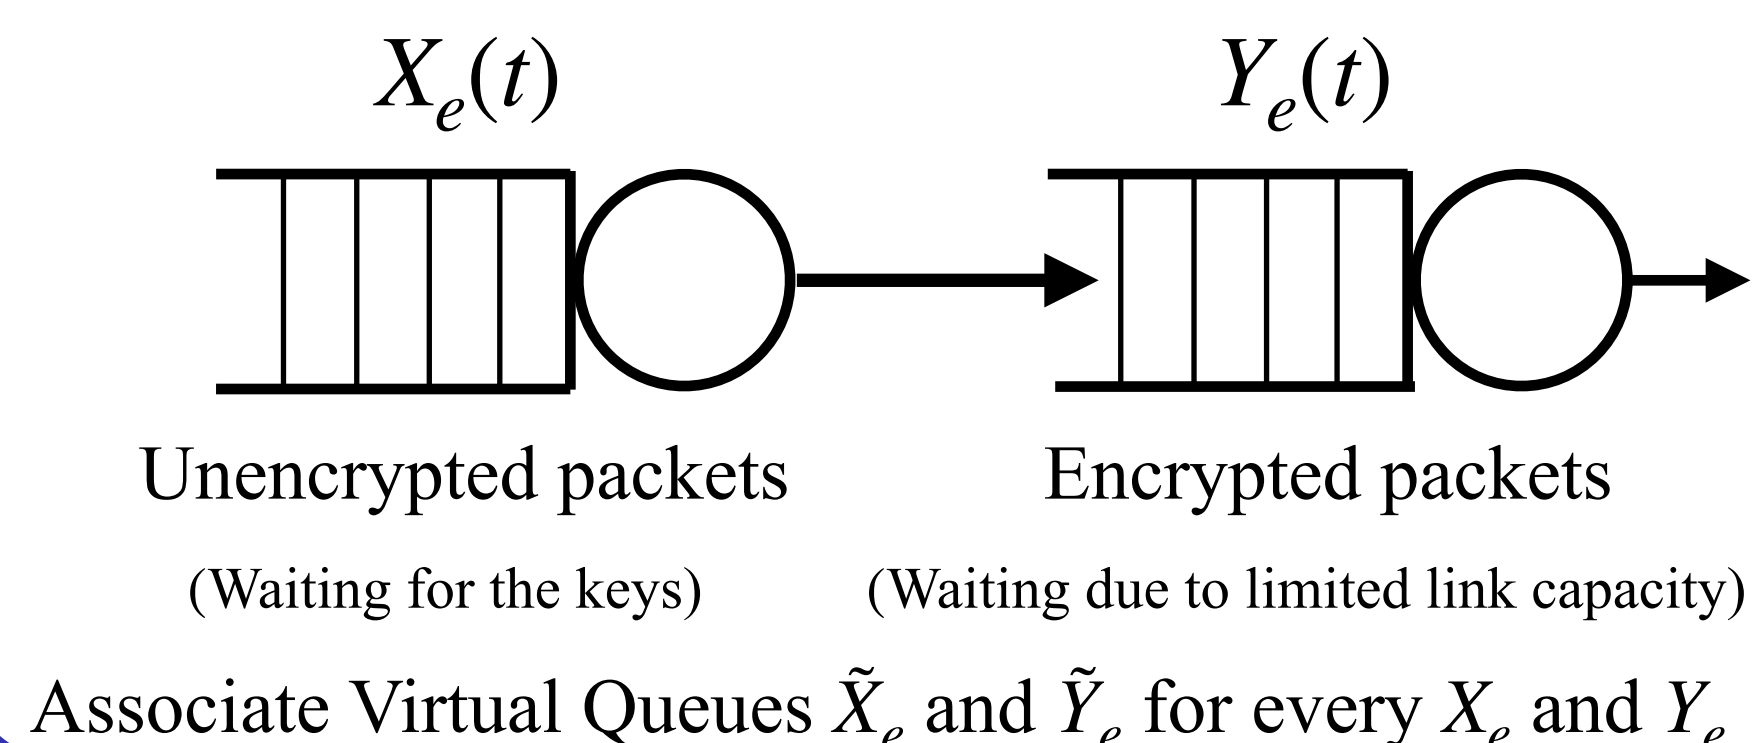 Xₑ(t) Yₑ(t)
Unencrypted packets Encrypted packets
(Waiting for the keys) (Waiting due to limited link capacity)
Associate Virtual Queues X̃ₑ and Ỹₑ for every Xₑ and Yₑ